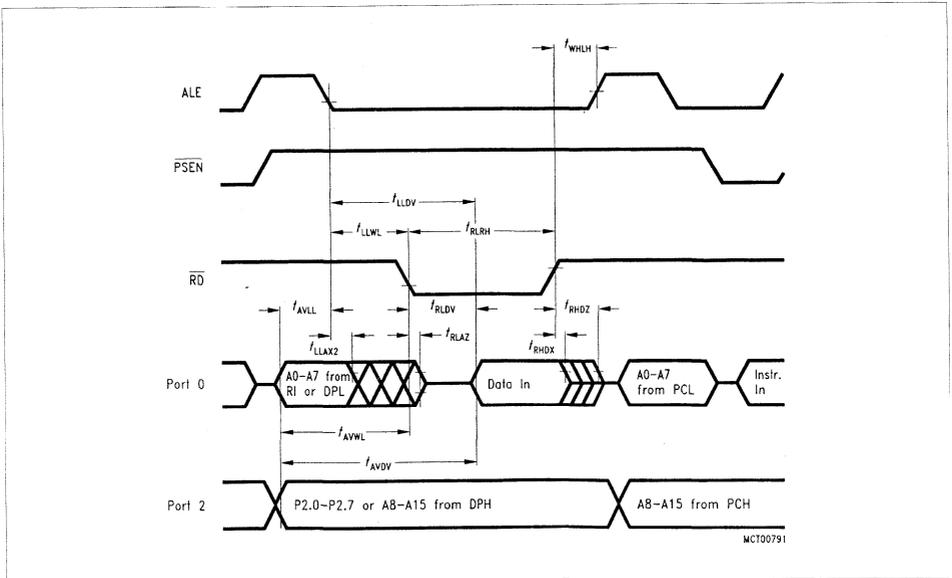 tWHLH
ALE
PSEN
tLLDV
tLLWL
tRLRH
RD
tAVLL
tRLDV
tRHDZ
tRLAZ
tLLAX2
tRHDX
Port 0
A0-A7 from
RI or DPL
Data In
A0-A7
from PCL
Instr.
In
tAVWL
tAVDV
Port 2
P2.0-P2.7 or A8-A15 from DPH
A8-A15 from PCH
MCT00791